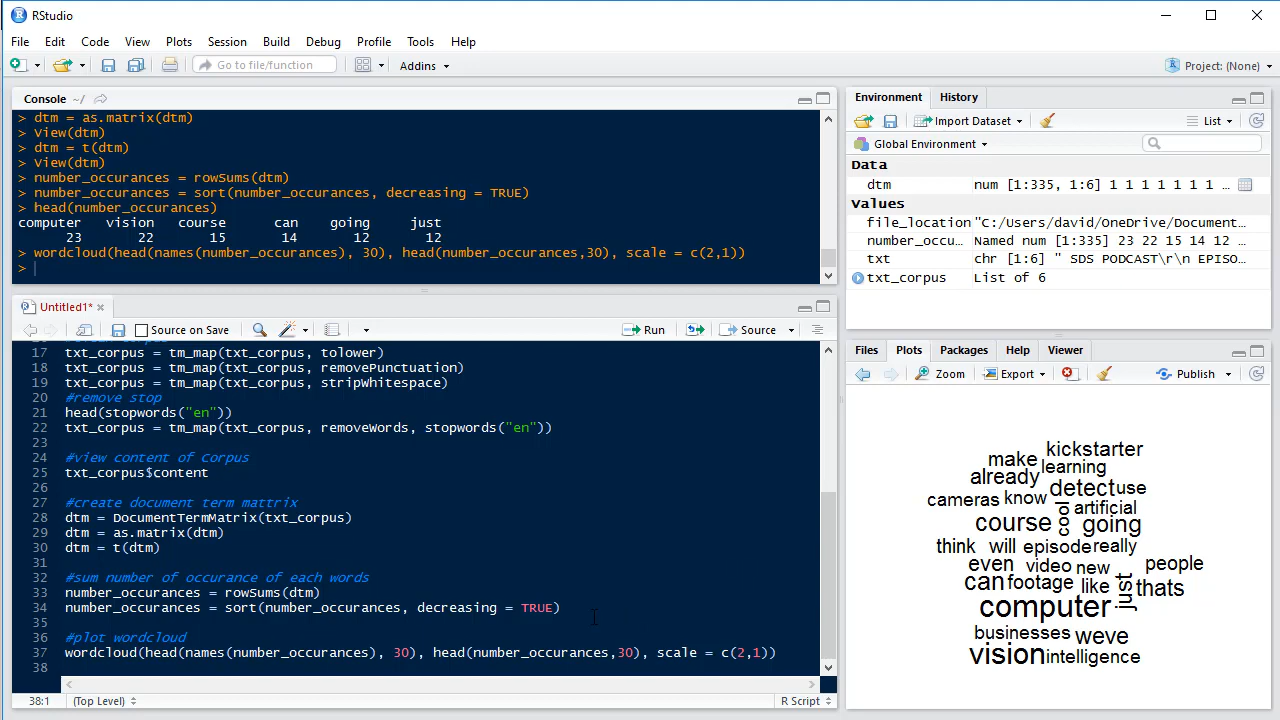 RStudio
File Edit Code View Plots Session Build Debug Profile Tools Help
Go to file/function Addins Project: (None)
Console ~/
> dtm = as.matrix(dtm)
> View(dtm)
> dtm = t(dtm)
> View(dtm)
> number_occurances = rowSums(dtm)
> number_occurances = sort(number_occurances, decreasing = TRUE)
> head(number_occurances)
computer vision course can going just
23 22 15 14 12 12
> wordcloud(head(names(number_occurances), 30), head(number_occurances,30), scale = c(2,1))
>
Untitled1*
Source on Save Run Source
17 txt_corpus = tm_map(txt_corpus, tolower)
18 txt_corpus = tm_map(txt_corpus, removePunctuation)
19 txt_corpus = tm_map(txt_corpus, stripWhitespace)
20 #remove stop
21 head(stopwords("en"))
22 txt_corpus = tm_map(txt_corpus, removeWords, stopwords("en"))
23
24 #view content of Corpus
25 txt_corpus$content
26
27 #create document term mattrix
28 dtm = DocumentTermMatrix(txt_corpus)
29 dtm = as.matrix(dtm)
30 dtm = t(dtm)
31
32 #sum number of occurance of each words
33 number_occurances = rowSums(dtm)
34 number_occurances = sort(number_occurances, decreasing = TRUE)
35
36 #plot wordcloud
37 wordcloud(head(names(number_occurances), 30), head(number_occurances,30), scale = c(2,1))
38
38:1 (Top Level) R Script
Environment History
Import Dataset List
Global Environment
Data
dtm num [1:335, 1:6] 1 1 1 1 1 1 1 ...
Values
file_location "C:/Users/david/OneDrive/Document...
number_occu... Named num [1:335] 23 22 15 14 12 ...
txt chr [1:6] " SDS PODCAST\r\n EPISO...
txt_corpus List of 6
Files Plots Packages Help Viewer
Zoom Export Publish
kickstarter
make learning
already
detect use
cameras know
artificial
course cool going
think will episode really
even video new people
can footage like just thats
computer
businesses weve
vision intelligence